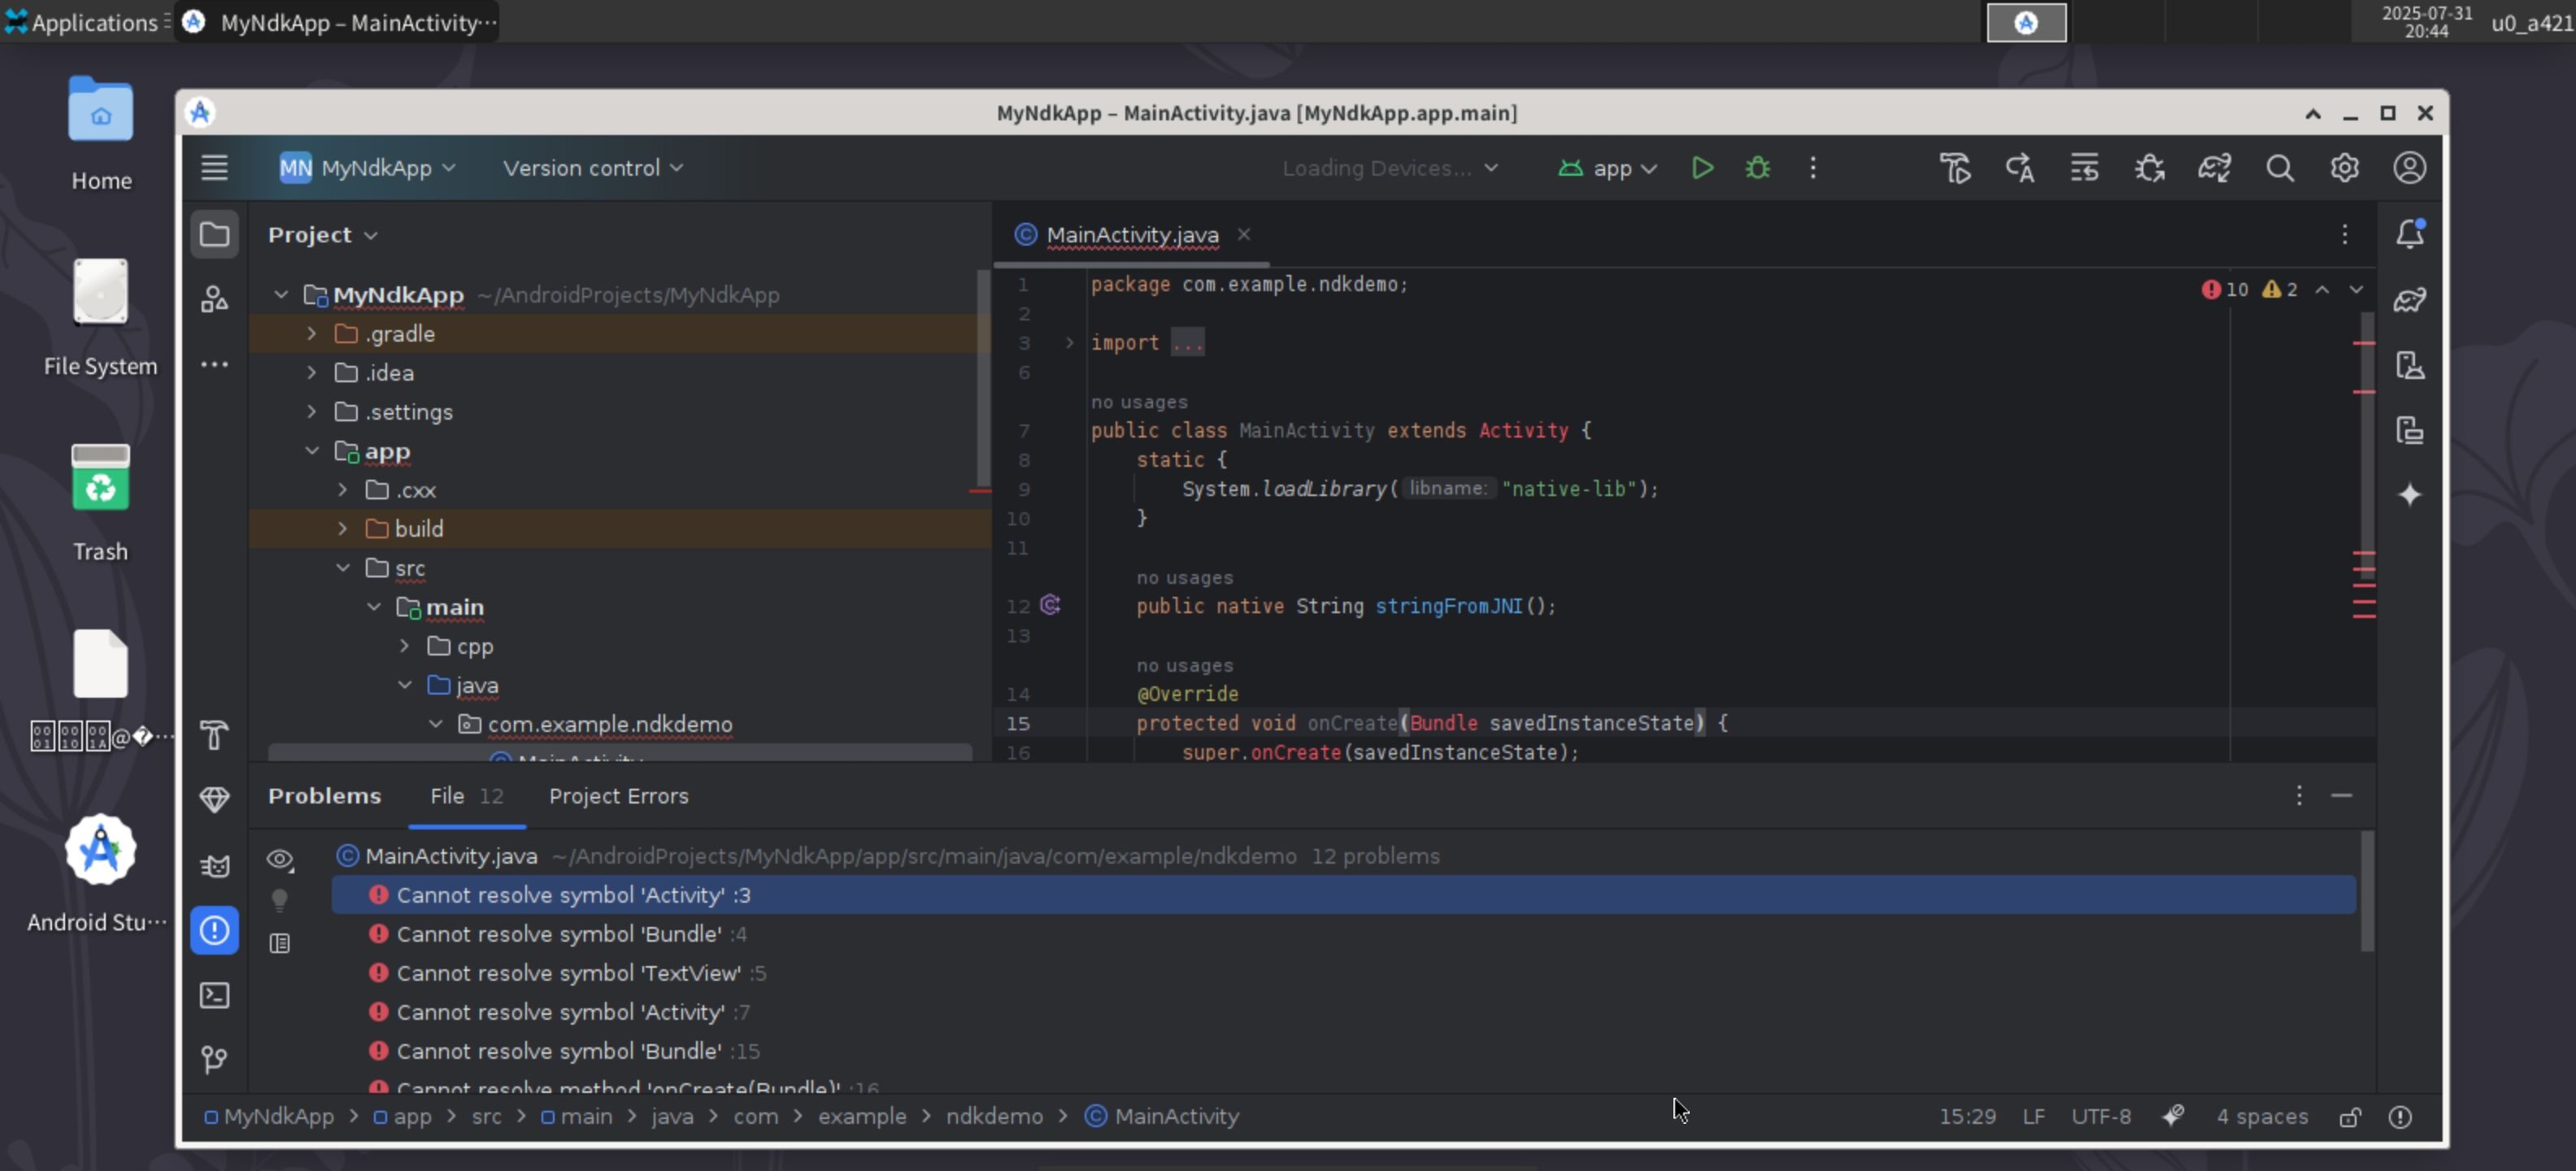 Applications
MyNdkApp – MainActivity···
2025-07-31
20:44
u0_a421
Home
File System
Trash
Android Stu···
MyNdkApp – MainActivity.java [MyNdkApp.app.main]
MN MyNdkApp
Version control
Loading Devices...
app
Project
MyNdkApp ~/AndroidProjects/MyNdkApp
.gradle
.idea
.settings
app
.cxx
build
src
main
cpp
java
com.example.ndkdemo
MainActivity
MainActivity.java
10 2
1 package com.example.ndkdemo;
2
3 import ...
6
no usages
7 public class MainActivity extends Activity {
8 static {
9 System.loadLibrary( libname: "native-lib");
10 }
11
no usages
12 public native String stringFromJNI();
13
no usages
14 @Override
15 protected void onCreate(Bundle savedInstanceState) {
16 super.onCreate(savedInstanceState);
Problems File 12 Project Errors
MainActivity.java ~/AndroidProjects/MyNdkApp/app/src/main/java/com/example/ndkdemo 12 problems
Cannot resolve symbol 'Activity' :3
Cannot resolve symbol 'Bundle' :4
Cannot resolve symbol 'TextView' :5
Cannot resolve symbol 'Activity' :7
Cannot resolve symbol 'Bundle' :15
Cannot resolve method 'onCreate(Bundle)' :16
MyNdkApp > app > src > main > java > com > example > ndkdemo > MainActivity
15:29 LF UTF-8 4 spaces